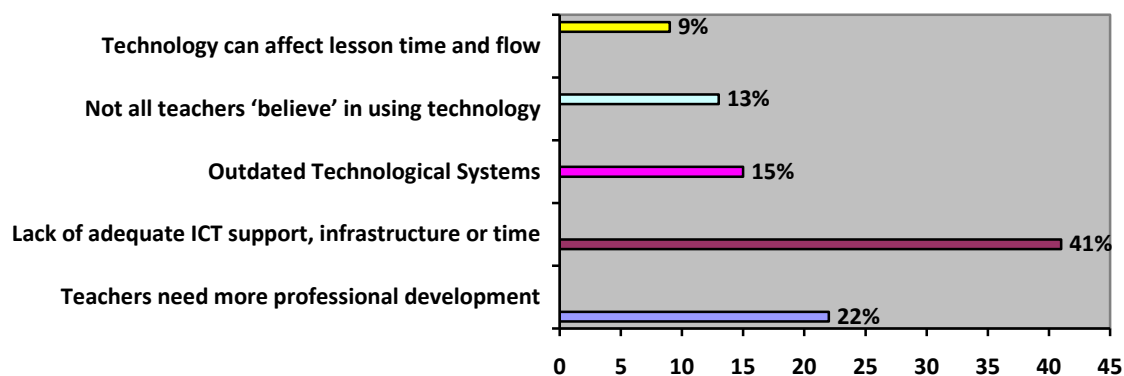 Technology can affect lesson time and flow
9%
Not all teachers ‘believe’ in using technology
13%
Outdated Technological Systems
15%
Lack of adequate ICT support, infrastructure or time
41%
Teachers need more professional development
22%
0 5 10 15 20 25 30 35 40 45